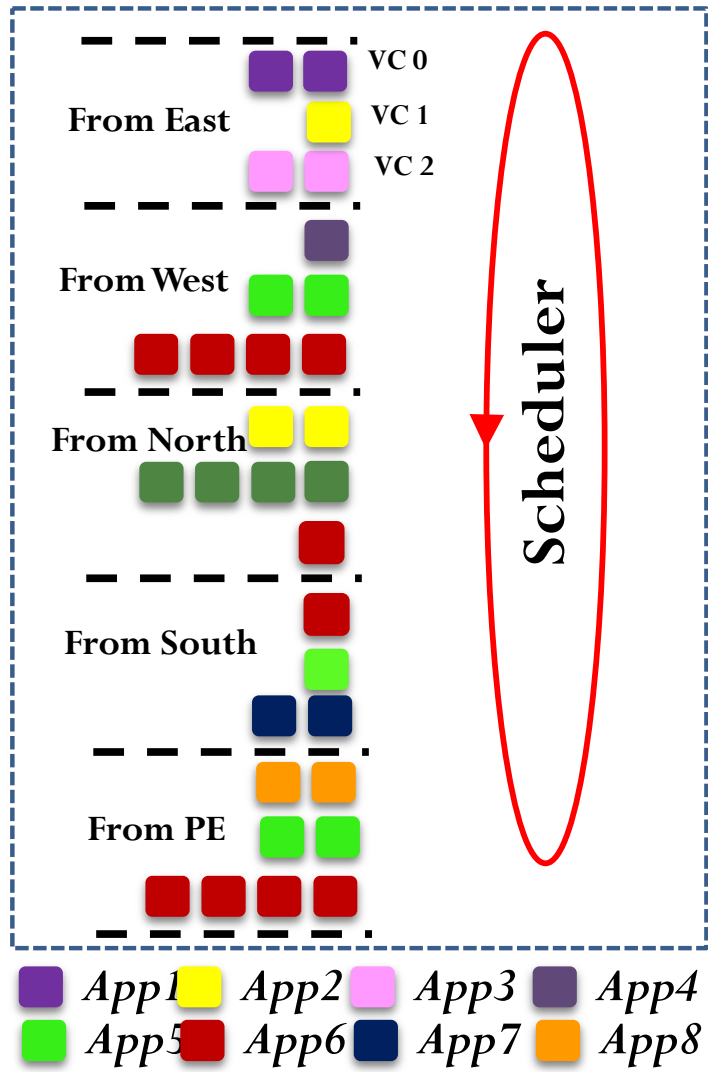 VC 0
From East
VC 1
VC 2
From West
From North
From South
From PE
Scheduler
App1 App2 App3 App4
App5 App6 App7 App8